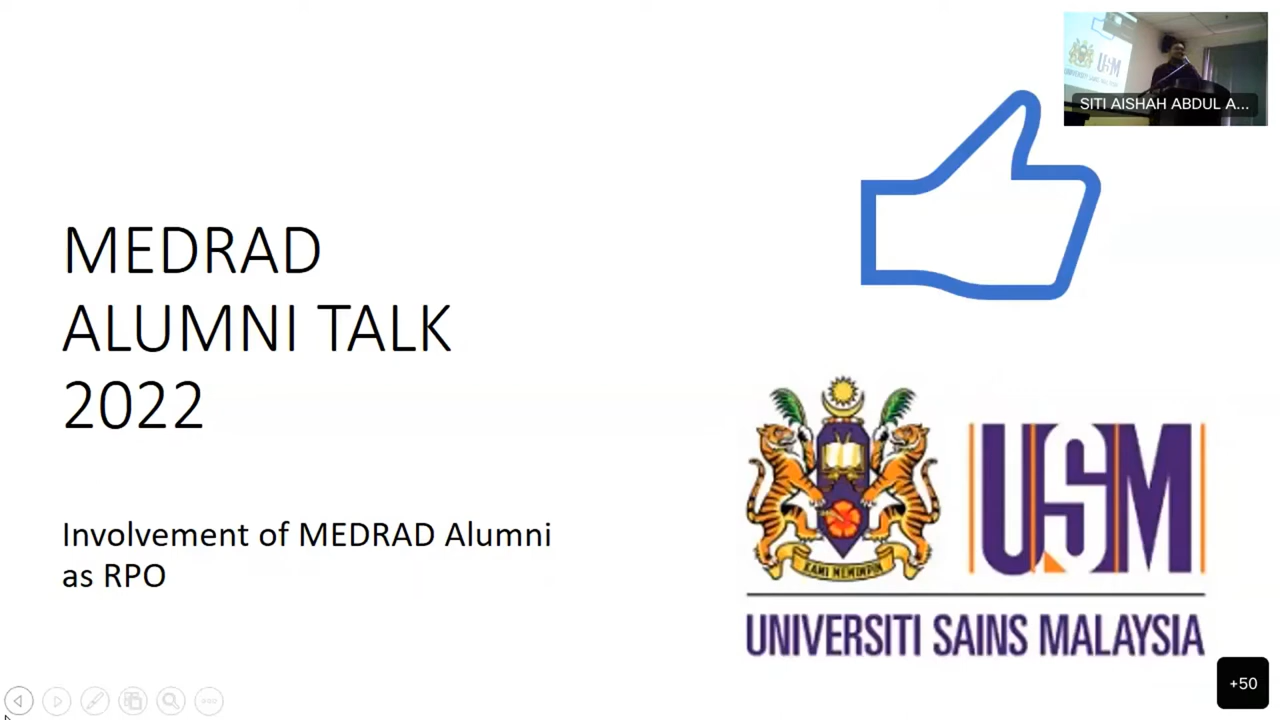 SITI AISHAH ABDUL A...
MEDRAD
ALUMNI TALK
2022
Involvement of MEDRAD Alumni
as RPO
KAMI MEMIMPIN
USM
UNIVERSITI SAINS MALAYSIA
+50